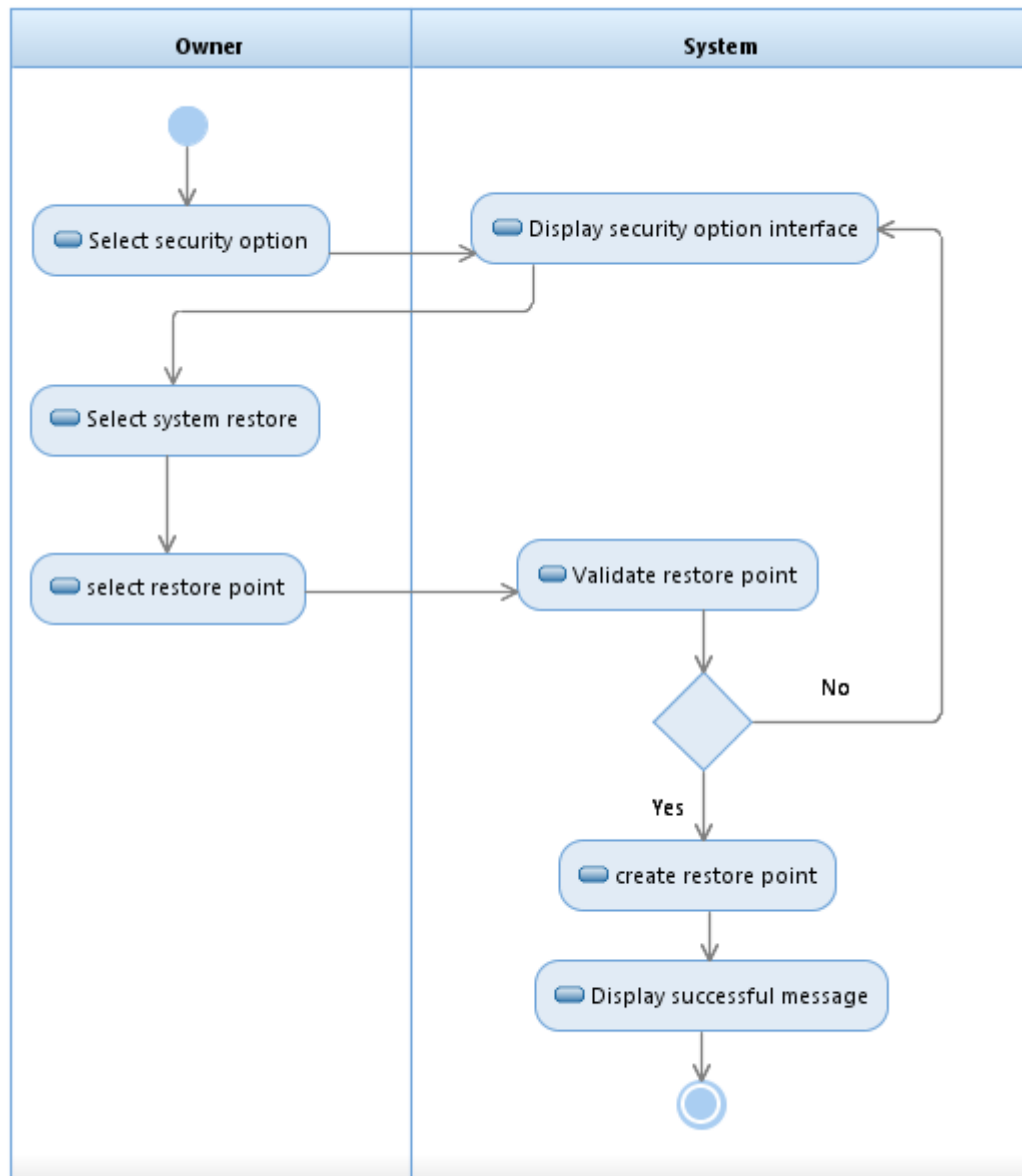 Owner
System
Select security option
Display security option interface
Select system restore
select restore point
Validate restore point
No
Yes
create restore point
Display successful message